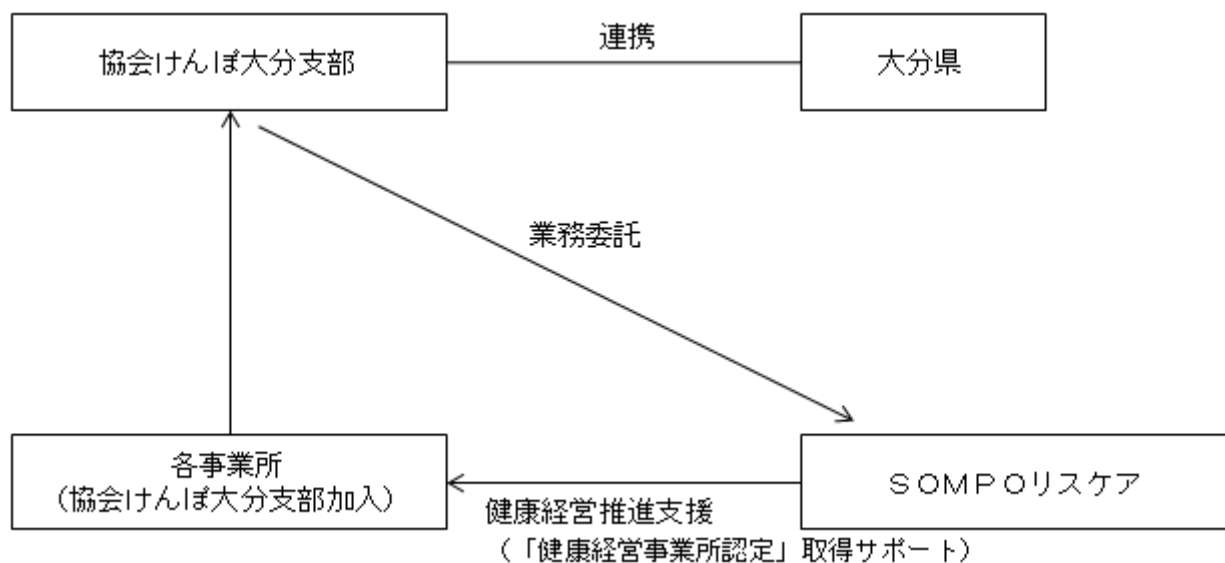 協会けんぽ大分支部
連携
大分県
業務委託
各事業所
（協会けんぽ大分支部加入）
ＳＯＭＰＯリスケア
健康経営推進支援
（「健康経営事業所認定」取得サポート）